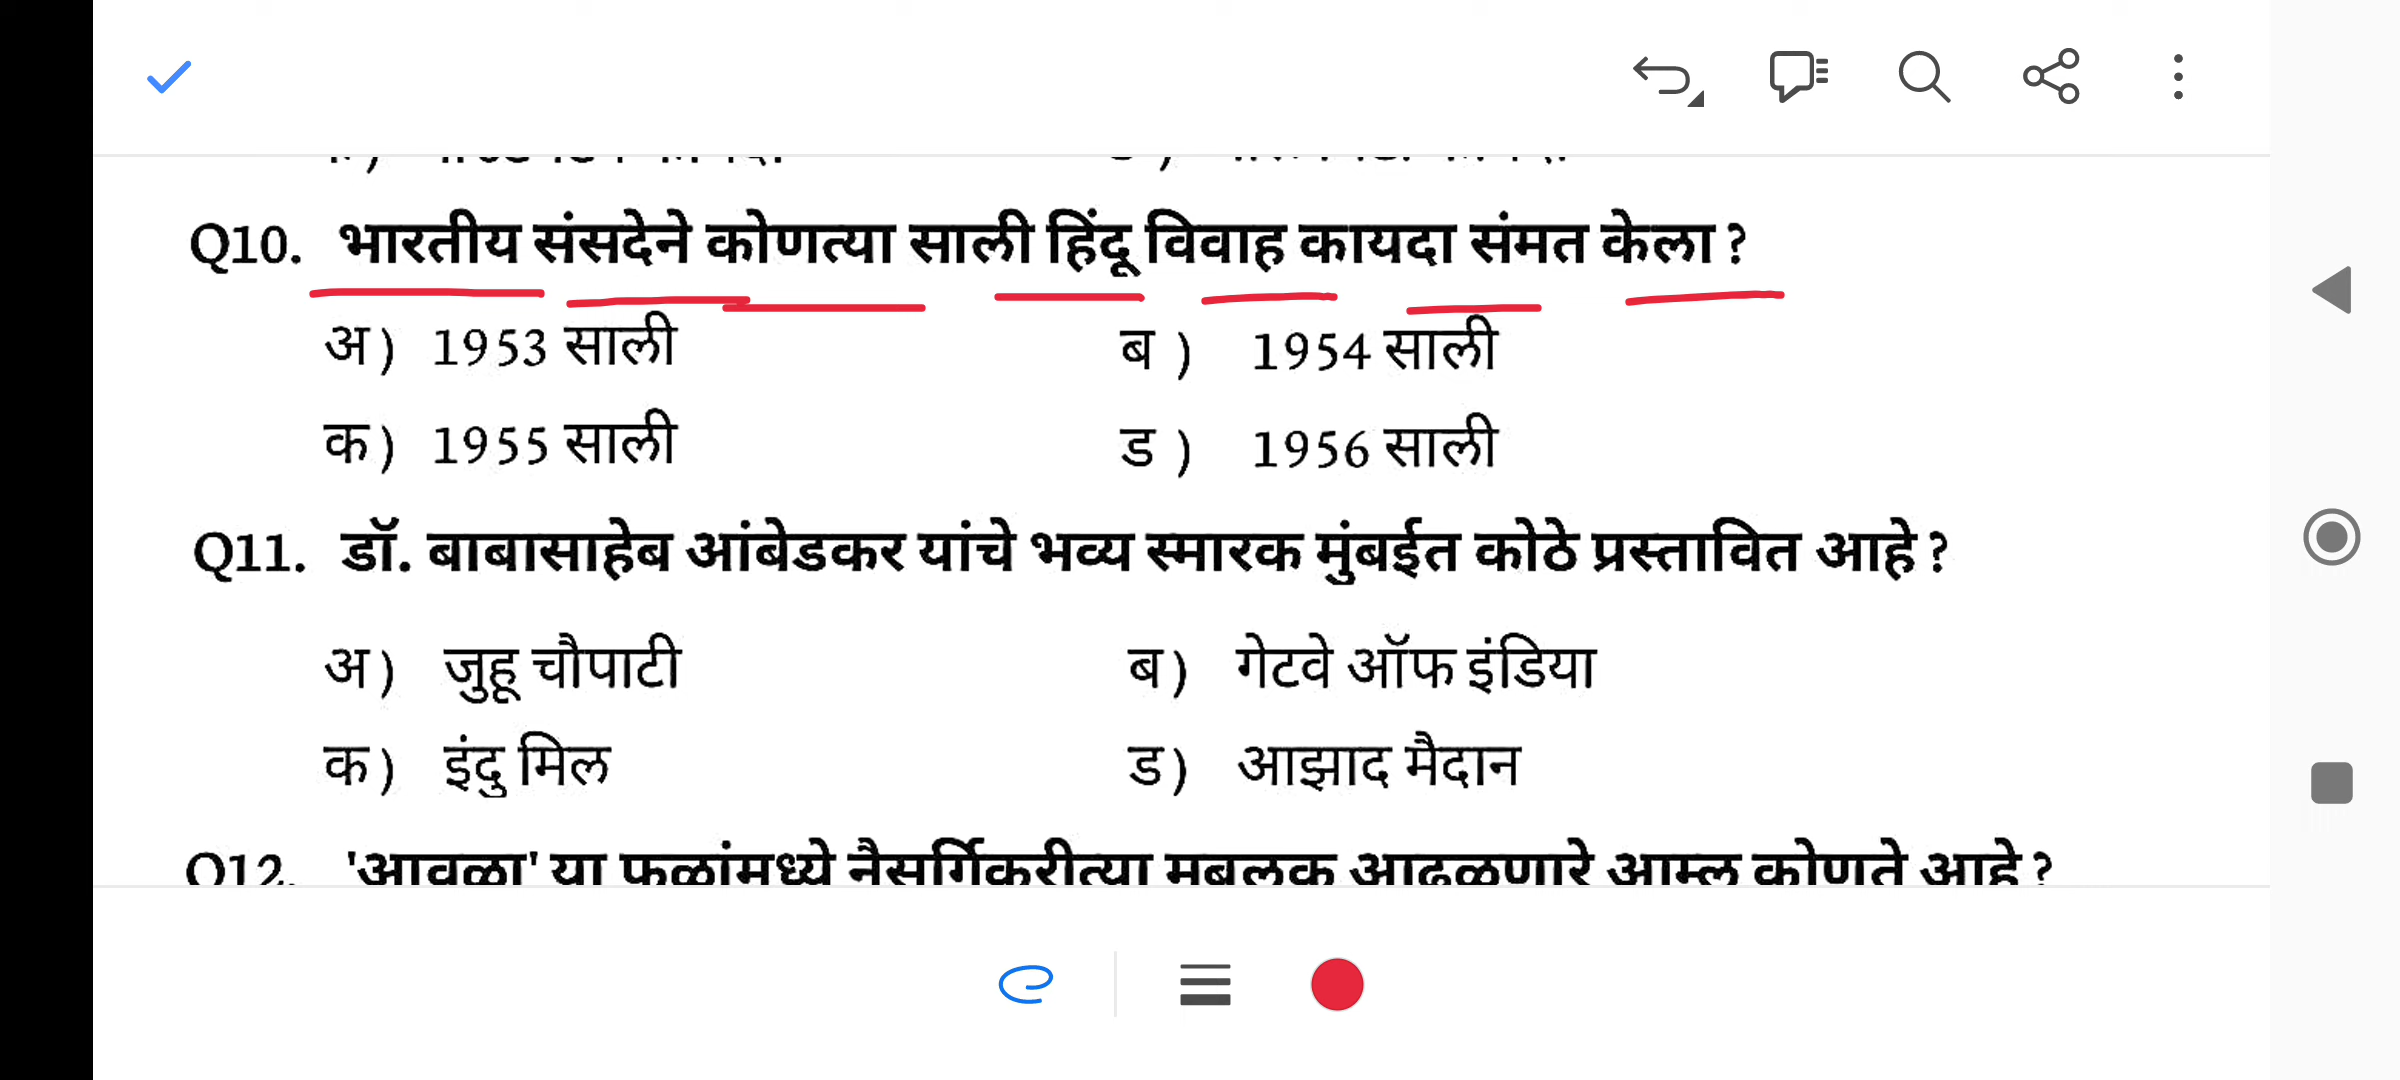 Q10. भारतीय संसदेने कोणत्या साली हिंदू विवाह कायदा संमत केला ?
अ ) 1953 साली ब ) 1954 साली
क ) 1955 साली ड ) 1956 साली
Q11. डॉ. बाबासाहेब आंबेडकर यांचे भव्य स्मारक मुंबईत कोठे प्रस्तावित आहे ?
अ ) जुहू चौपाटी ब ) गेटवे ऑफ इंडिया
क ) इंदु मिल ड ) आझाद मैदान
Q12. 'आवळा' या फळांमध्ये नैसर्गिकरीत्या मुबलक आढळणारे आम्ल कोणते आहे ?